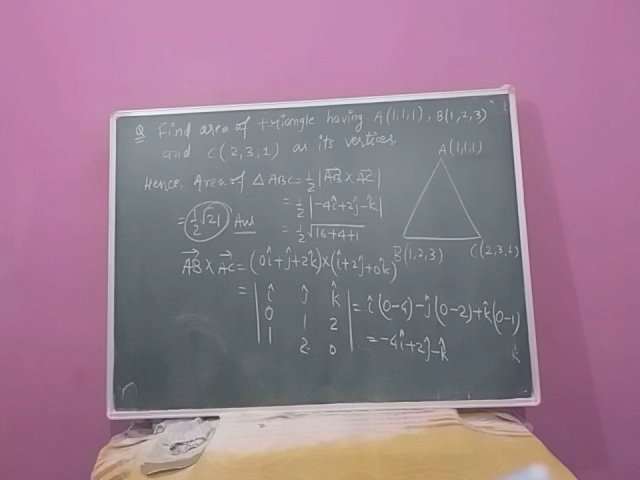 Q Find area of triangle having A(1,1,1), B(1,2,3)
and C(2,3,1) as its vertices.
A(1,1,1)
B(1,2,3)
C(2,3,1)
Hence, Area of △ABC = ½|AB⃗ × AC⃗|
= ½|-4î+2ĵ-k̂|
= ½√16+4+1
= ½√21 Ans
AB⃗ × AC⃗ = (0î+ĵ+2k̂)×(î+2ĵ+0k̂)
= | î ĵ k̂ | = î(0-4)-ĵ(0-2)+k̂(0-1)
0 1 2
1 2 0
= -4î+2ĵ-k̂
k̂